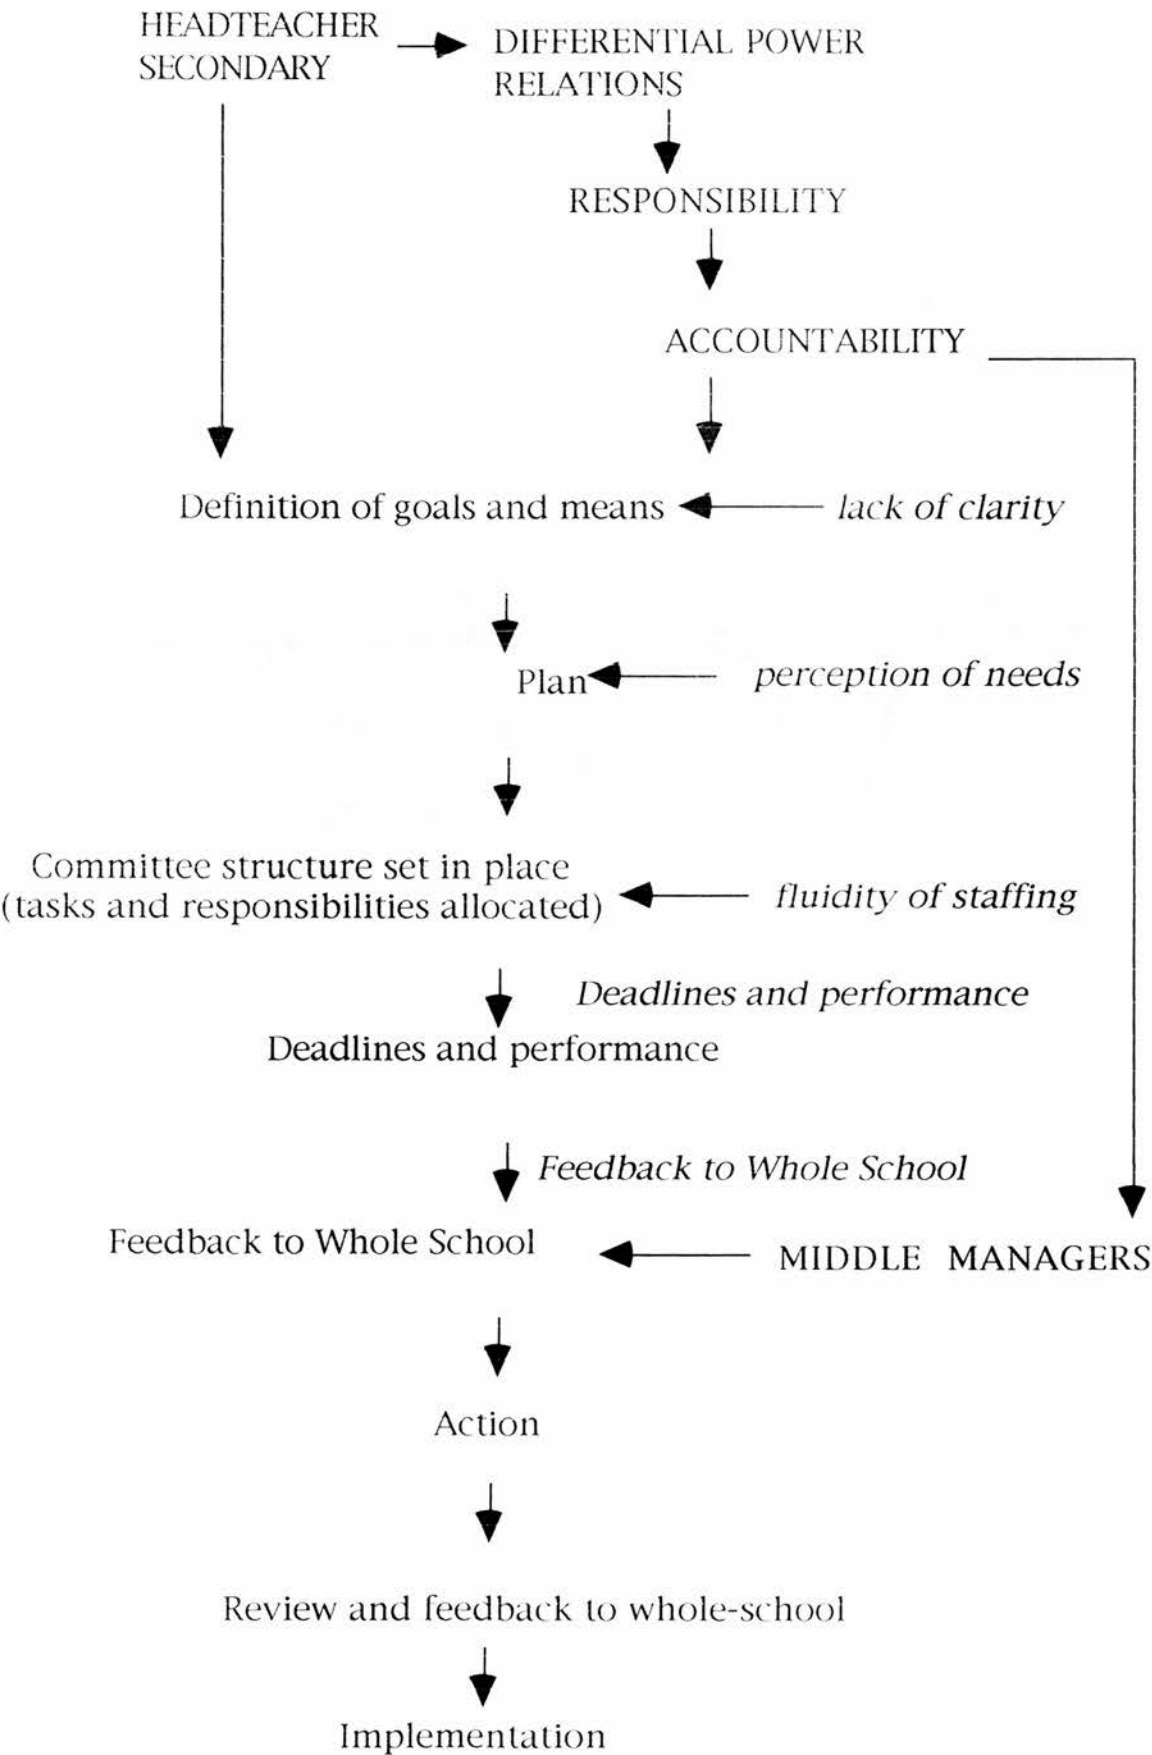 HEADTEACHER
SECONDARY
DIFFERENTIAL POWER
RELATIONS
RESPONSIBILITY
ACCOUNTABILITY
Definition of goals and means
lack of clarity
Plan
perception of needs
Committee structure set in place
(tasks and responsibilities allocated)
fluidity of staffing
Deadlines and performance
Deadlines and performance
Feedback to Whole School
Feedback to Whole School
MIDDLE MANAGERS
Action
Review and feedback to whole-school
Implementation